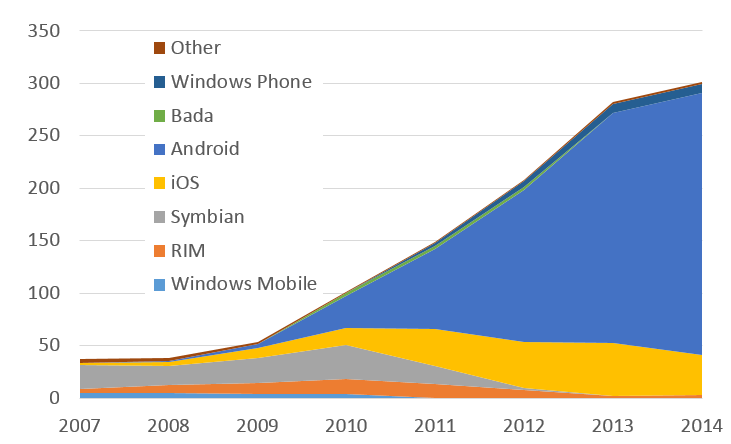 350
300
250
200
150
100
50
0
Other
Windows Phone
Bada
Android
iOS
Symbian
RIM
Windows Mobile
2007 2008 2009 2010 2011 2012 2013 2014